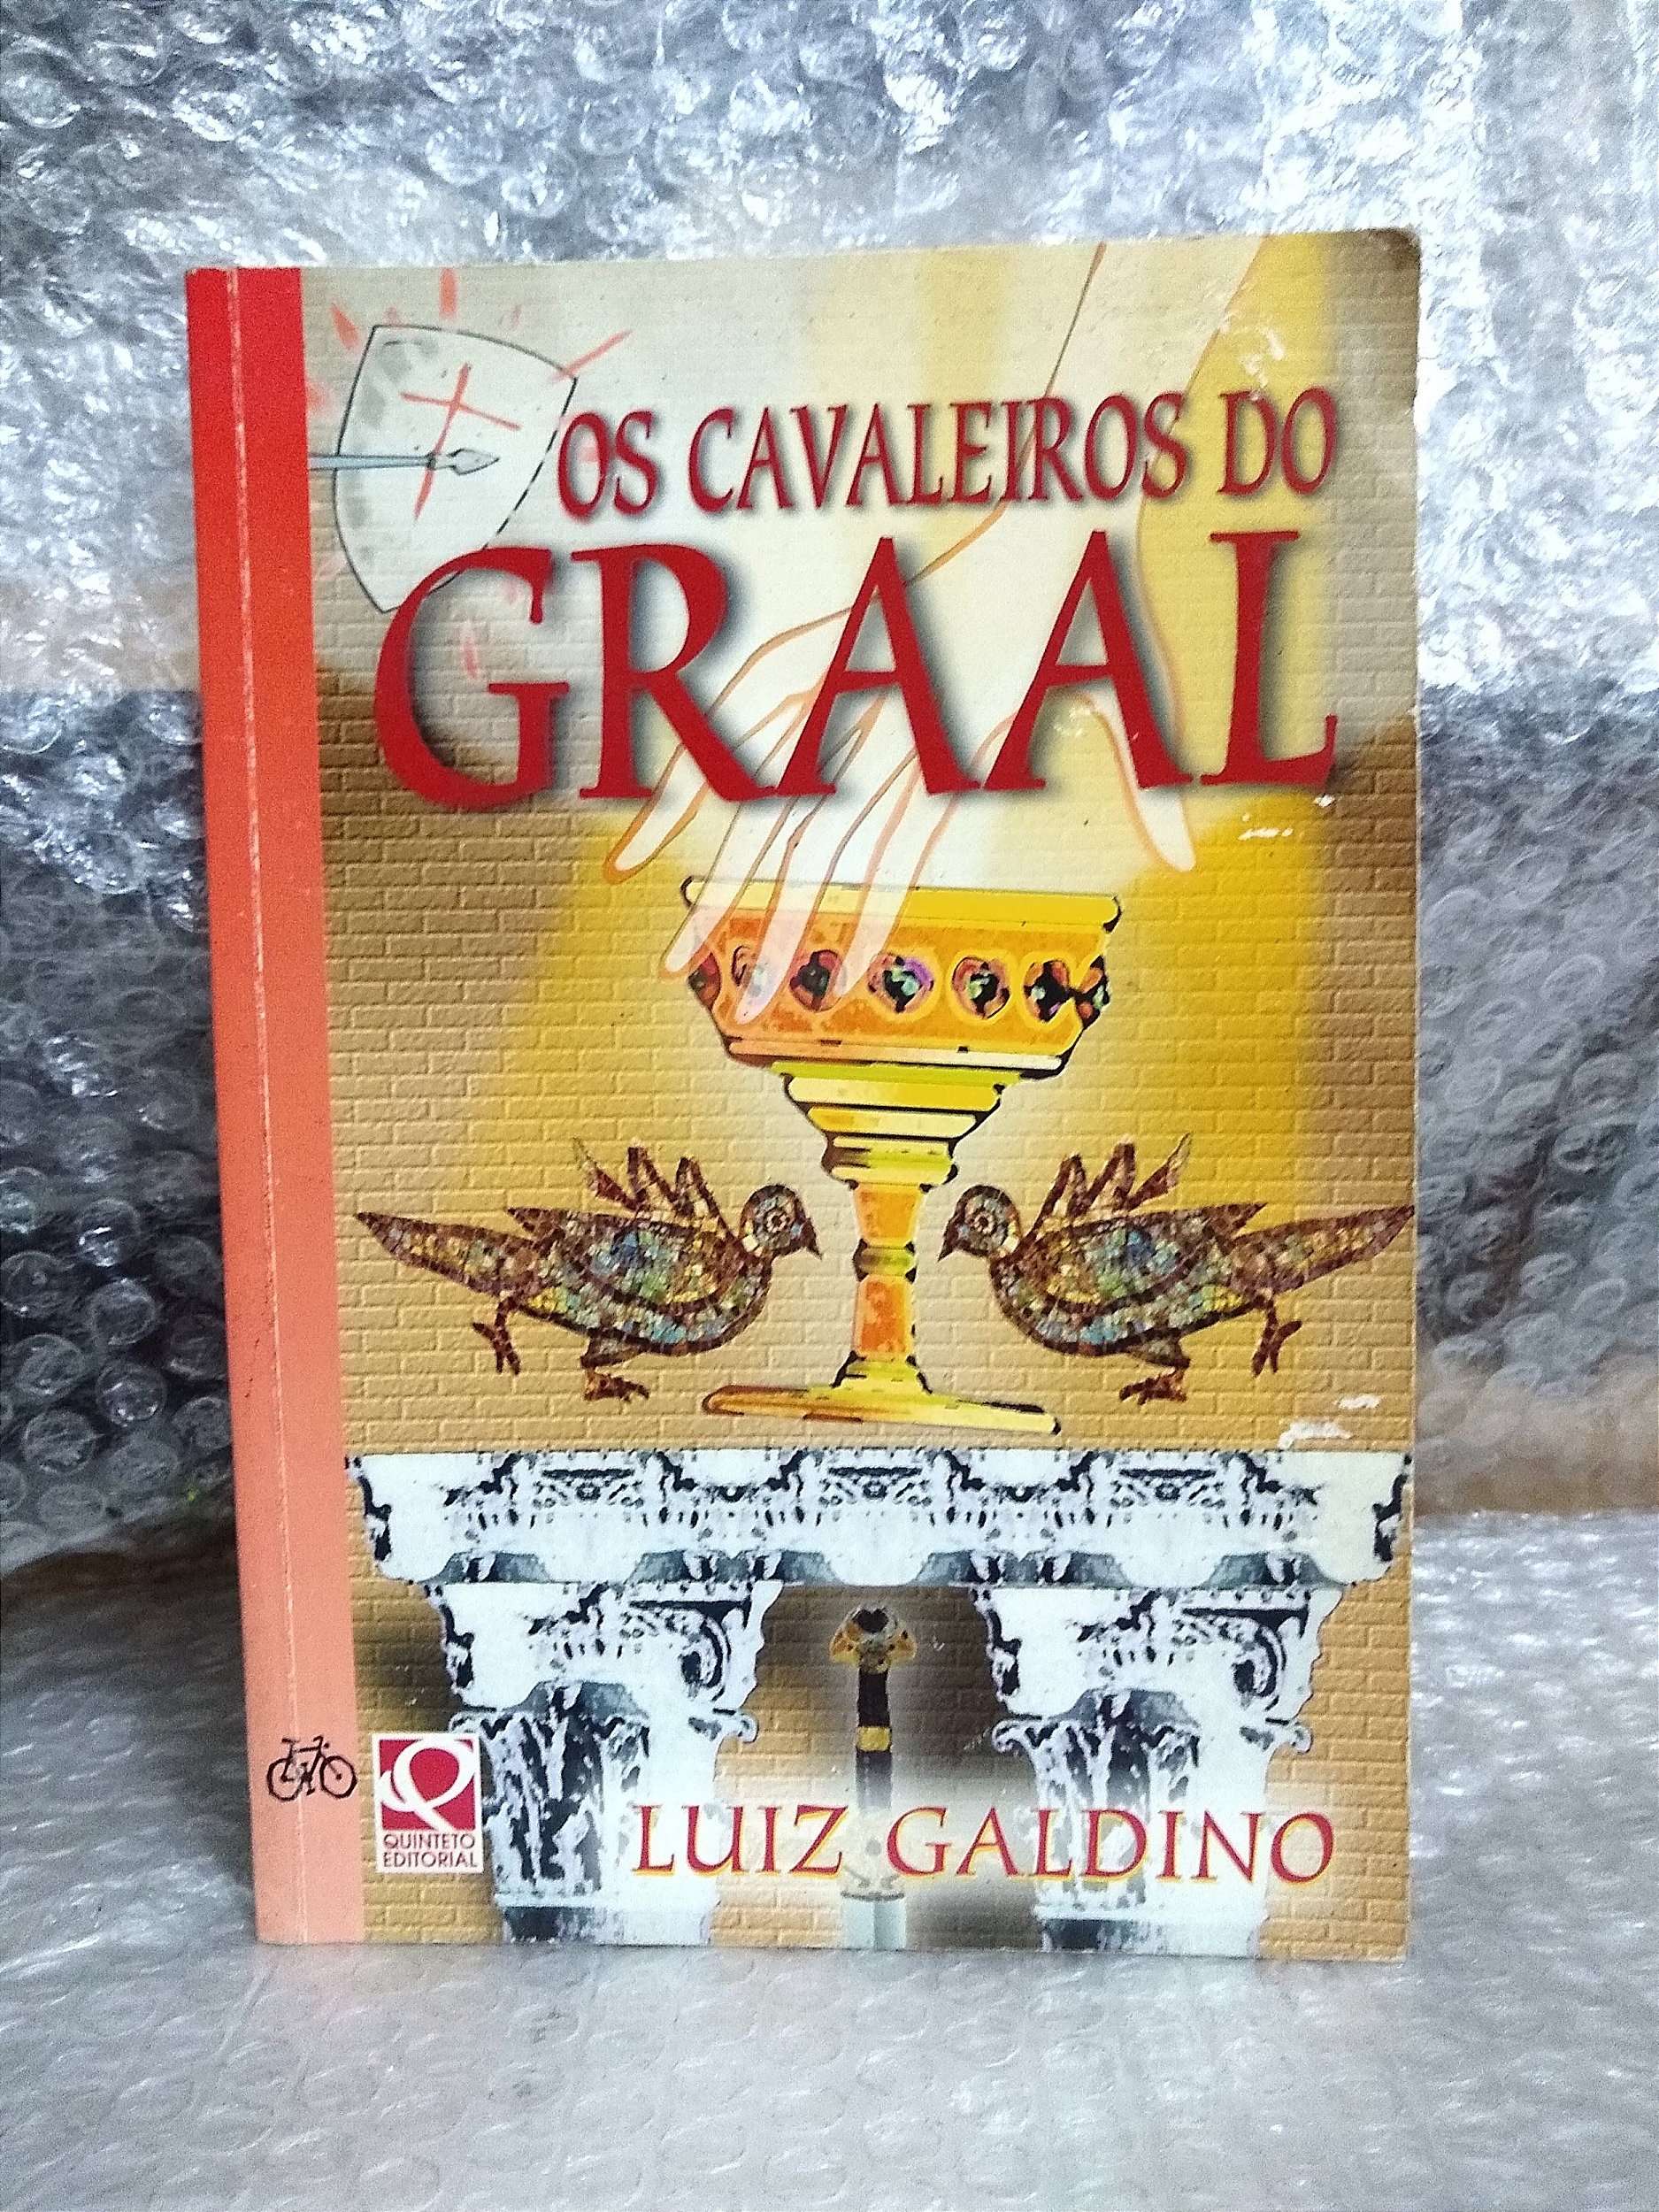 OS CAVALEIROS DO
GRAAL
QUINTETO
EDITORIAL
LUIZ GALDINO